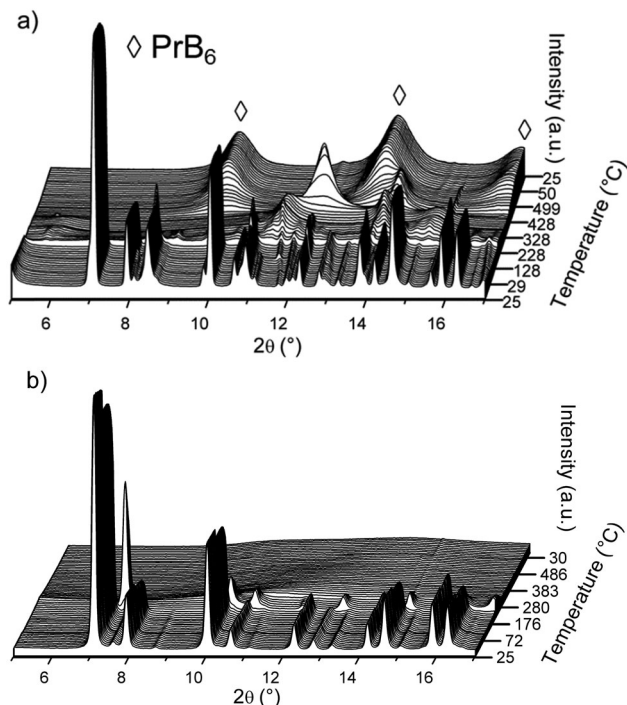 a)
◊ PrB6
◊ ◊ ◊
Intensity (a.u.)
Temperature (°C)
25
50
499
428
328
228
128
29
25
6 8 10 12 14 16
2θ (°)
b)
Intensity (a.u.)
Temperature (°C)
30
486
383
280
176
72
25
6 8 10 12 14 16
2θ (°)